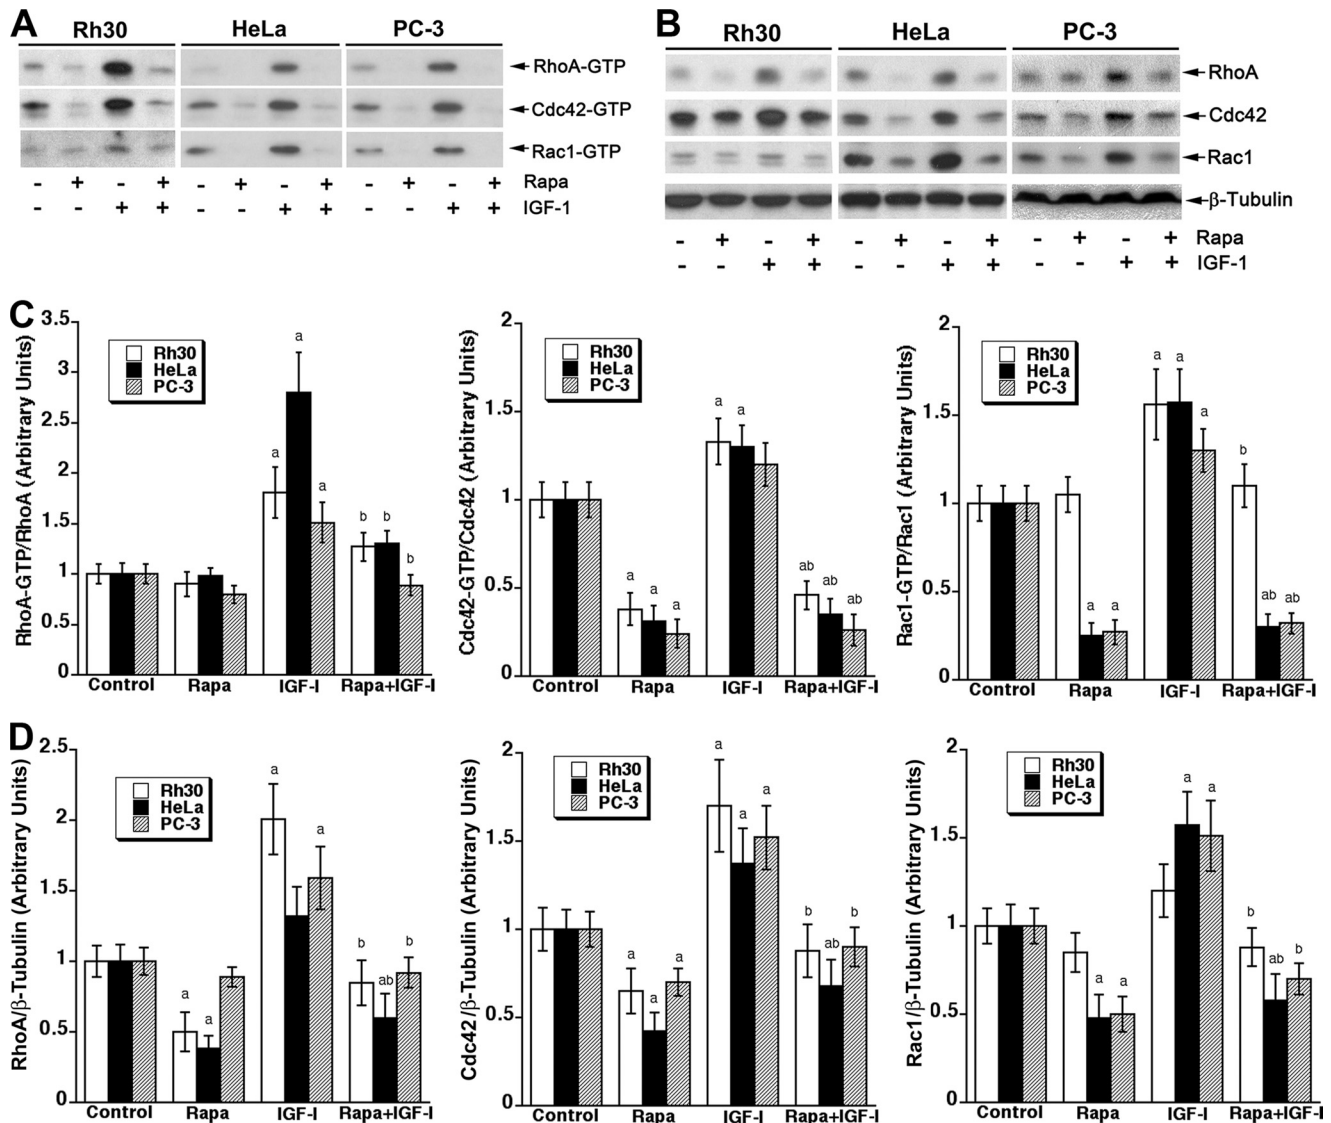 A
Rh30 HeLa PC-3
RhoA-GTP
Cdc42-GTP
Rac1-GTP
- + - + - + - + - + - + Rapa
- - + + - - + + - - + + IGF-1
B
Rh30 HeLa PC-3
RhoA
Cdc42
Rac1
β-Tubulin
- + - + - + - + - + - + Rapa
- - + + - - + + - - + + IGF-1
C
RhoA-GTP/RhoA (Arbitrary Units)
3.5
3
2.5
2
1.5
1
0.5
0
Rh30
HeLa
PC-3
a a a b b b
Control Rapa IGF-I Rapa+IGF-I
Cdc42-GTP/Cdc42 (Arbitrary Units)
2
1.5
1
0.5
0
Rh30
HeLa
PC-3
a a a a a ab ab ab
Control Rapa IGF-I Rapa+IGF-I
Rac1-GTP/Rac1 (Arbitrary Units)
2
1.5
1
0.5
0
Rh30
HeLa
PC-3
a a a a a b ab ab
Control Rapa IGF-I Rapa+IGF-I
D
RhoA/β-Tubulin (Arbitrary Units)
2.5
2
1.5
1
0.5
0
Rh30
HeLa
PC-3
a a a a b ab b
Control Rapa IGF-I Rapa+IGF-I
Cdc42/β-Tubulin (Arbitrary Units)
2
1.5
1
0.5
0
Rh30
HeLa
PC-3
a a a a a a b ab b
Control Rapa IGF-I Rapa+IGF-I
Rac1/β-Tubulin (Arbitrary Units)
2
1.5
1
0.5
0
Rh30
HeLa
PC-3
a a a a b ab b
Control Rapa IGF-I Rapa+IGF-I